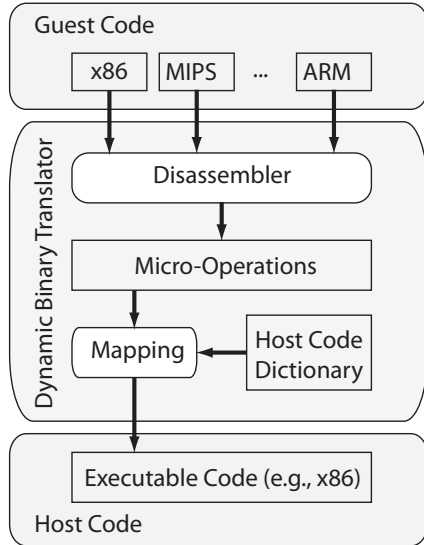 Guest Code
x86 MIPS ... ARM
Dynamic Binary Translator
Disassembler
Micro-Operations
Mapping
Host Code
Dictionary
Executable Code (e.g., x86)
Host Code